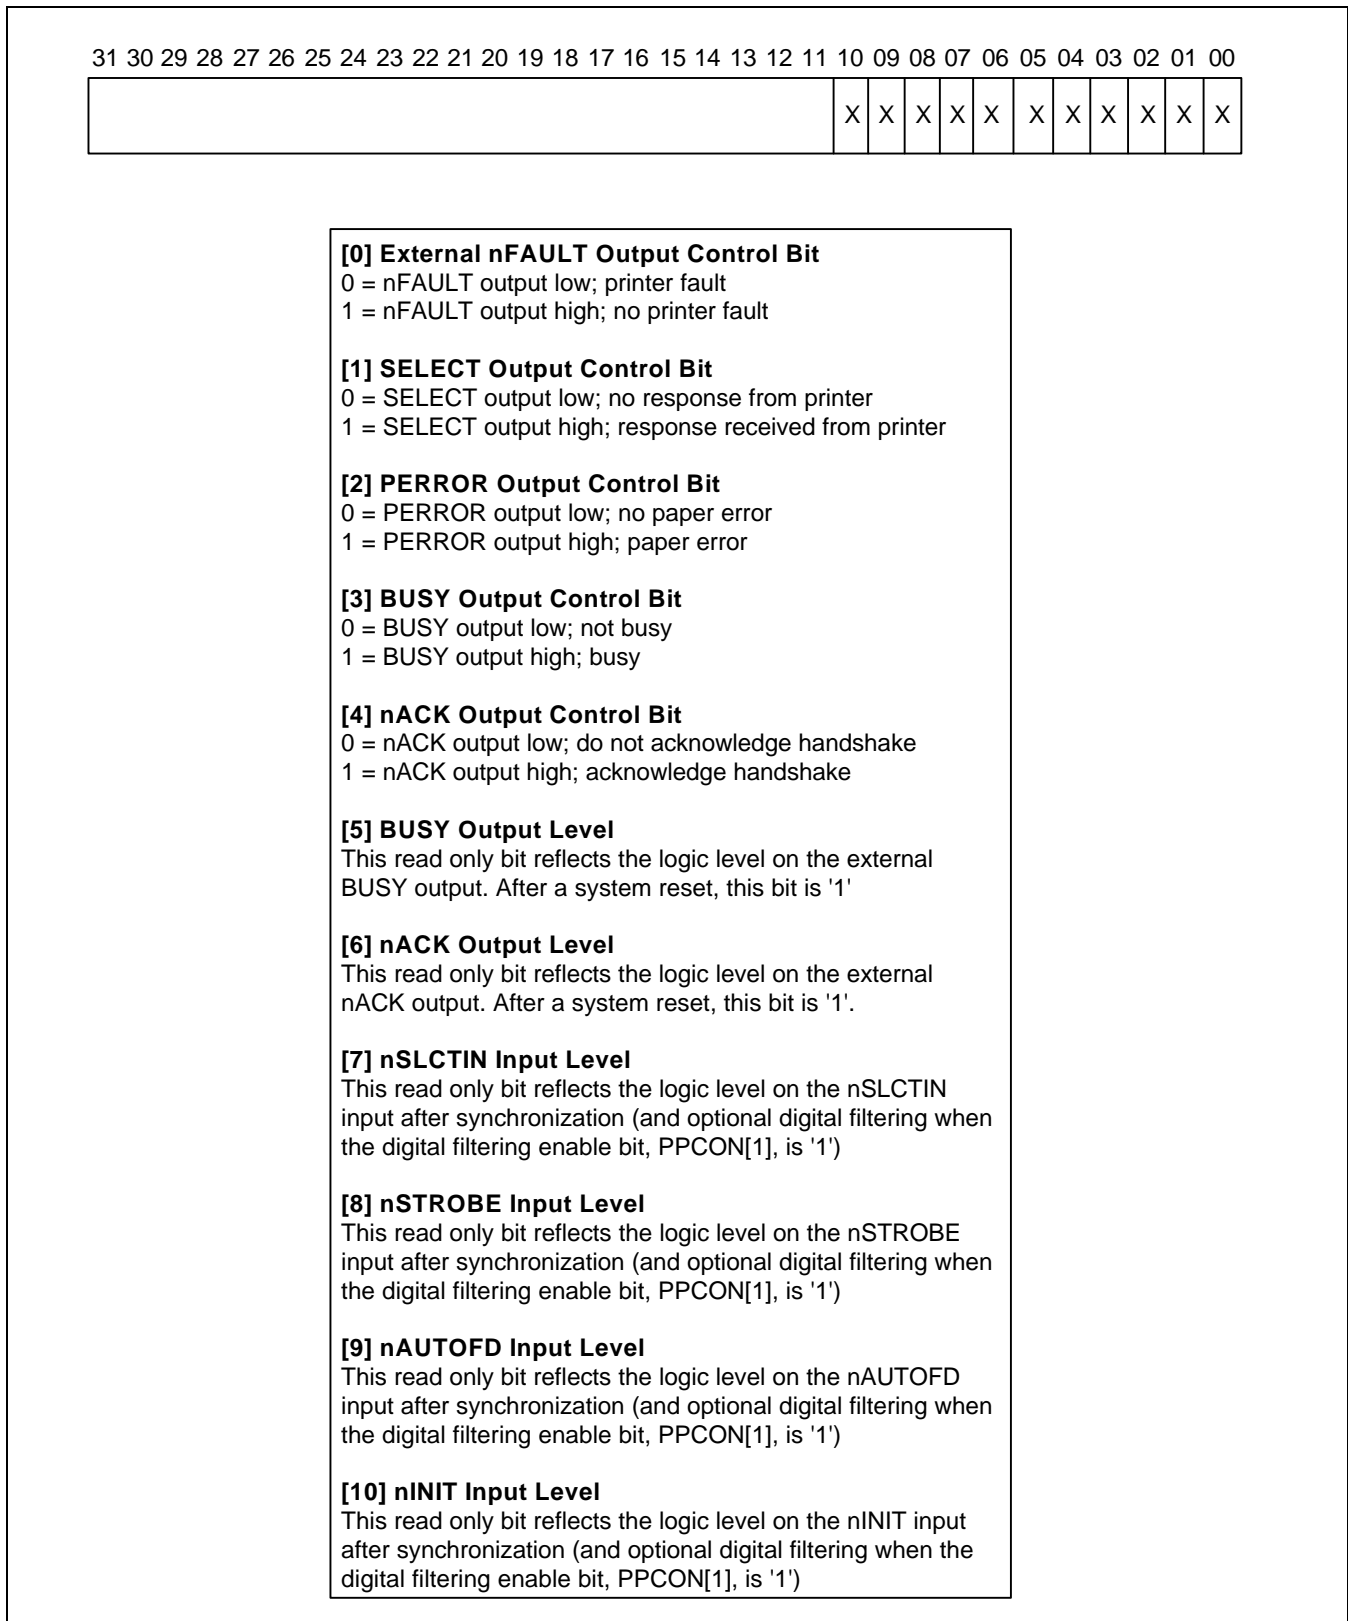 31 30 29 28 27 26 25 24 23 22 21 20 19 18 17 16 15 14 13 12 11 10 09 08 07 06 05 04 03 02 01 00
X X X X X X X X X X X
[0] External nFAULT Output Control Bit
0 = nFAULT output low; printer fault
1 = nFAULT output high; no printer fault
[1] SELECT Output Control Bit
0 = SELECT output low; no response from printer
1 = SELECT output high; response received from printer
[2] PERROR Output Control Bit
0 = PERROR output low; no paper error
1 = PERROR output high; paper error
[3] BUSY Output Control Bit
0 = BUSY output low; not busy
1 = BUSY output high; busy
[4] nACK Output Control Bit
0 = nACK output low; do not acknowledge handshake
1 = nACK output high; acknowledge handshake
[5] BUSY Output Level
This read only bit reflects the logic level on the external
BUSY output. After a system reset, this bit is '1'
[6] nACK Output Level
This read only bit reflects the logic level on the external
nACK output. After a system reset, this bit is '1'.
[7] nSLCTIN Input Level
This read only bit reflects the logic level on the nSLCTIN
input after synchronization (and optional digital filtering when
the digital filtering enable bit, PPCON[1], is '1')
[8] nSTROBE Input Level
This read only bit reflects the logic level on the nSTROBE
input after synchronization (and optional digital filtering when
the digital filtering enable bit, PPCON[1], is '1')
[9] nAUTOFD Input Level
This read only bit reflects the logic level on the nAUTOFD
input after synchronization (and optional digital filtering when
the digital filtering enable bit, PPCON[1], is '1')
[10] nINIT Input Level
This read only bit reflects the logic level on the nINIT input
after synchronization (and optional digital filtering when the
digital filtering enable bit, PPCON[1], is '1')